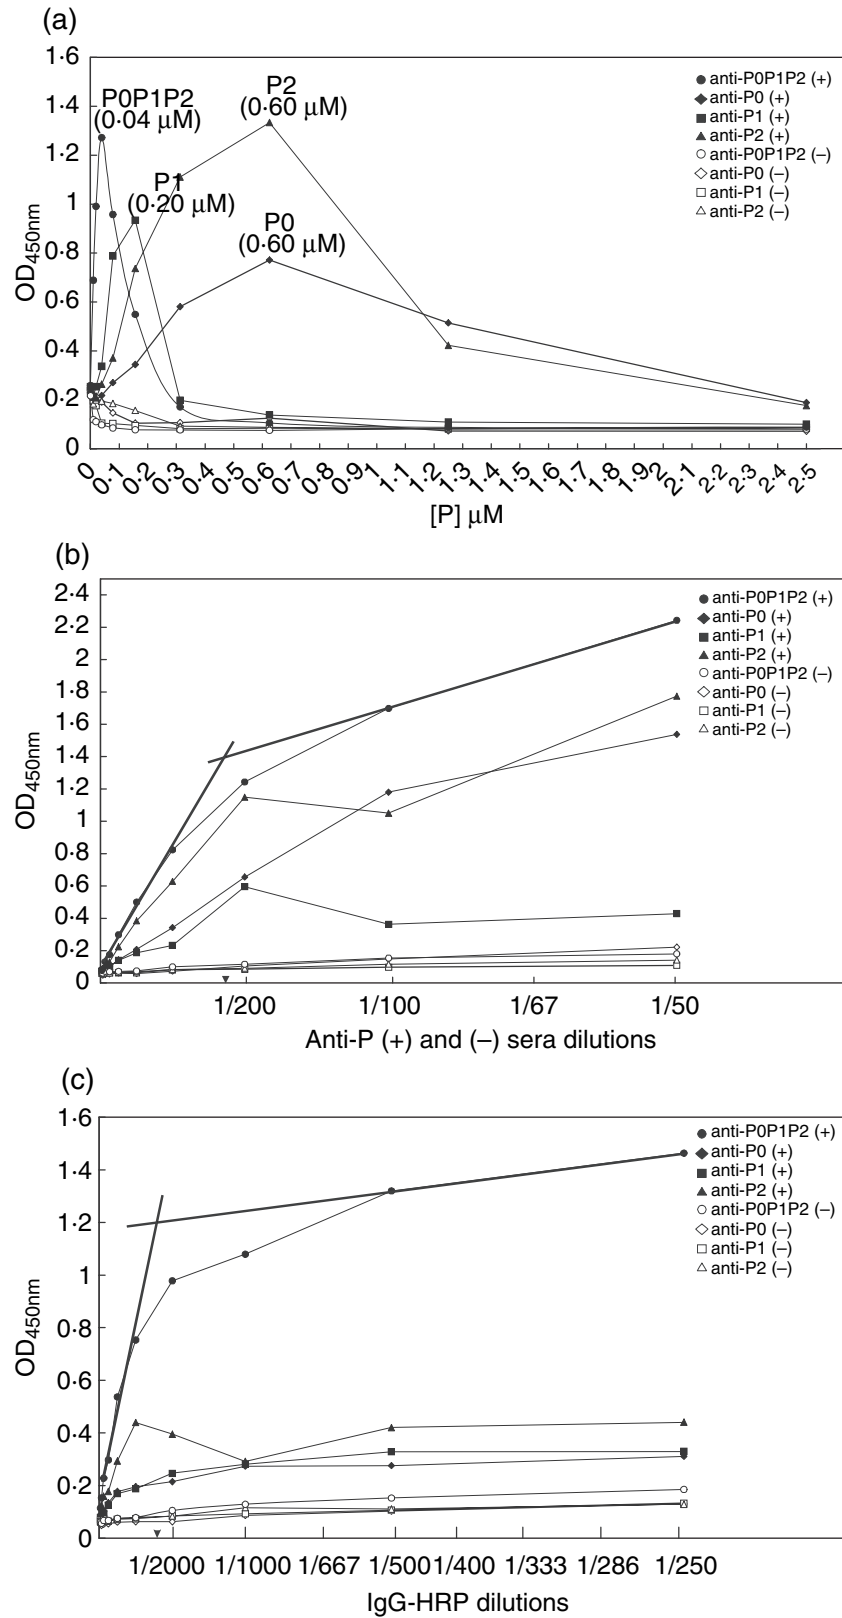 (a)
1·6
1·4
1·2
1
0·8
0·6
0·4
0·2
0
OD450nm
P0P1P2
(0·04 μM)
P1
(0·20 μM)
P2
(0·60 μM)
P0
(0·60 μM)
anti-P0P1P2 (+)
anti-P0 (+)
anti-P1 (+)
anti-P2 (+)
anti-P0P1P2 (–)
anti-P0 (–)
anti-P1 (–)
anti-P2 (–)
0 0·1 0·2 0·3 0·4 0·5 0·6 0·7 0·8 0·9 1 1·1 1·2 1·3 1·4 1·5 1·6 1·7 1·8 1·9 2 2·1 2·2 2·3 2·4 2·5
[P] μM
(b)
2·4
2·2
2
1·8
1·6
1·4
1·2
1
0·8
0·6
0·4
0·2
0
OD450nm
anti-P0P1P2 (+)
anti-P0 (+)
anti-P1 (+)
anti-P2 (+)
anti-P0P1P2 (–)
anti-P0 (–)
anti-P1 (–)
anti-P2 (–)
1/200 1/100 1/67 1/50
Anti-P (+) and (–) sera dilutions
(c)
1·6
1·4
1·2
1
0·8
0·6
0·4
0·2
0
OD450nm
anti-P0P1P2 (+)
anti-P0 (+)
anti-P1 (+)
anti-P2 (+)
anti-P0P1P2 (–)
anti-P0 (–)
anti-P1 (–)
anti-P2 (–)
1/2000 1/1000 1/667 1/500 1/400 1/333 1/286 1/250
IgG-HRP dilutions